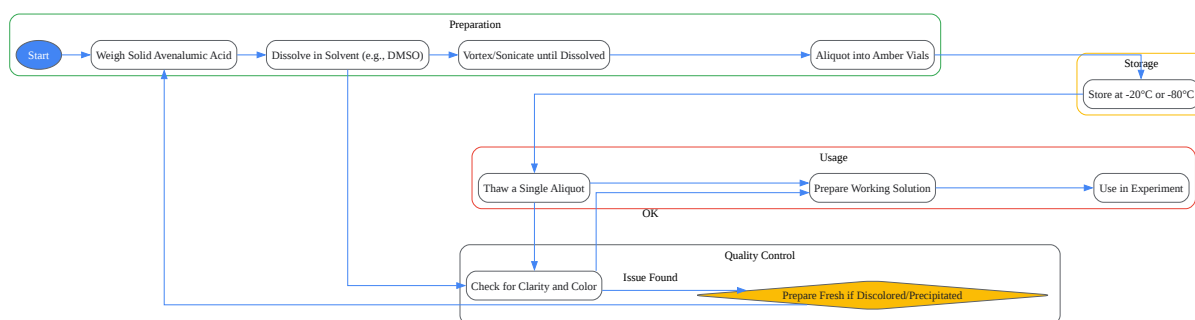 Preparation
Start
Weigh Solid Avenalumic Acid
Dissolve in Solvent (e.g., DMSO)
Vortex/Sonicate until Dissolved
Aliquot into Amber Vials
Storage
Store at -20°C or -80°C
Usage
Thaw a Single Aliquot
Prepare Working Solution
Use in Experiment
OK
Quality Control
Check for Clarity and Color
Issue Found
Prepare Fresh if Discolored/Precipitated